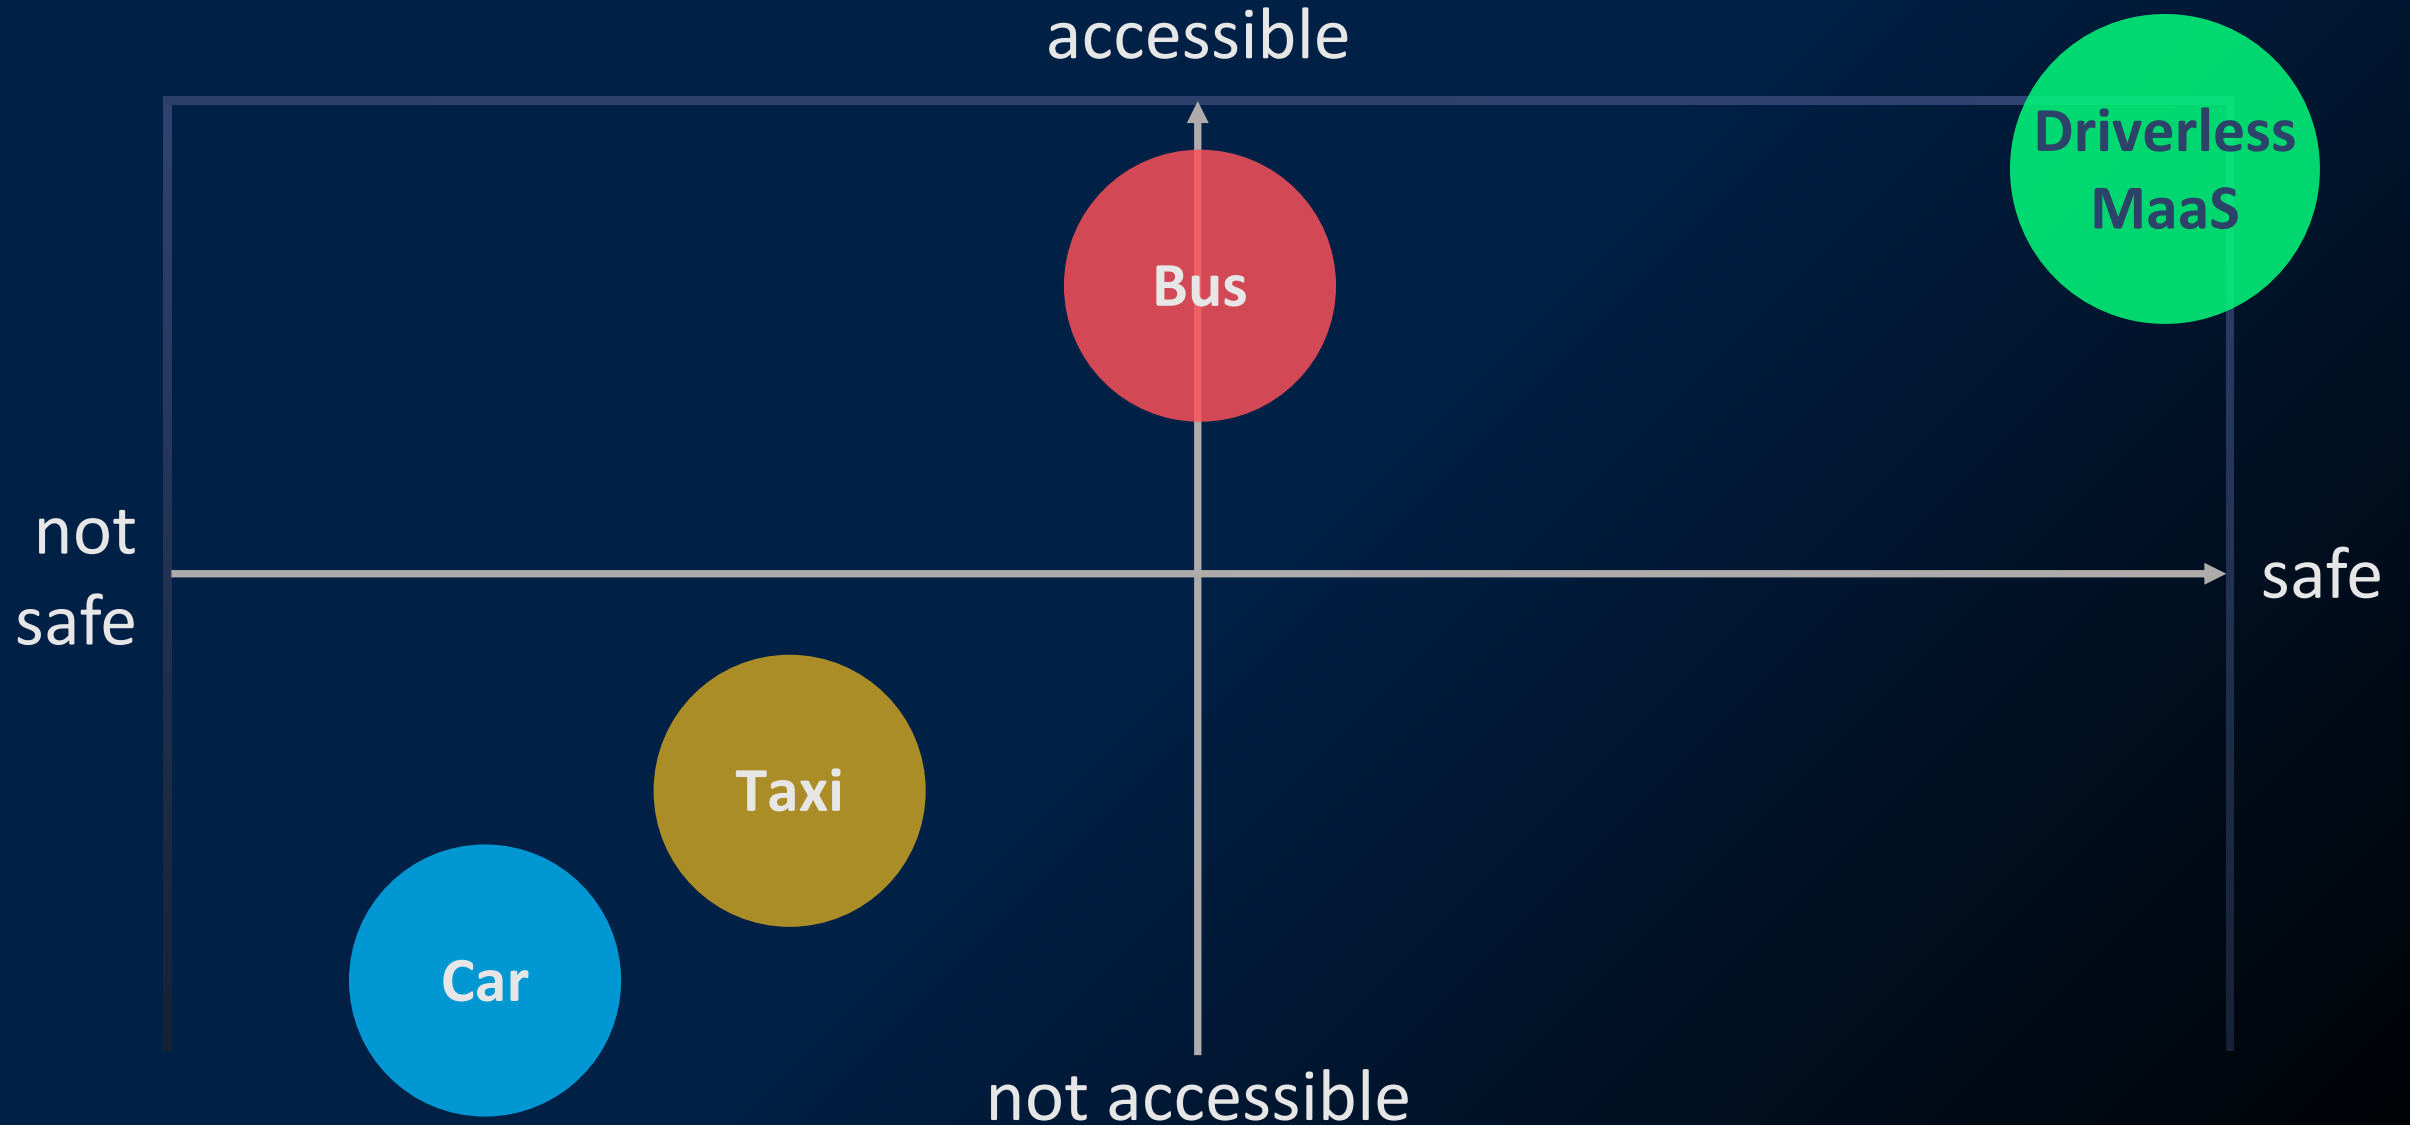 accessible
Driverless
MaaS
Bus
not
safe
safe
Taxi
Car
not accessible